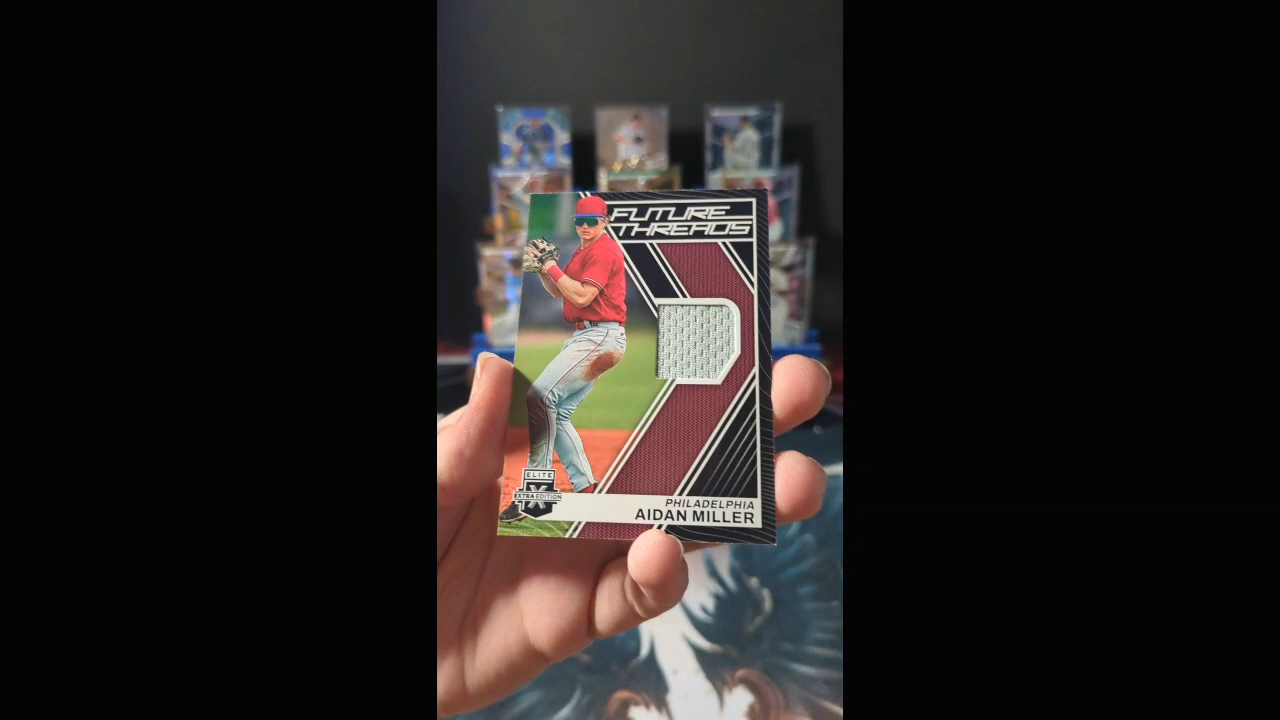 FUTURE
THREADS
ELITE
X
EXTRA EDITION
PHILADELPHIA
AIDAN MILLER